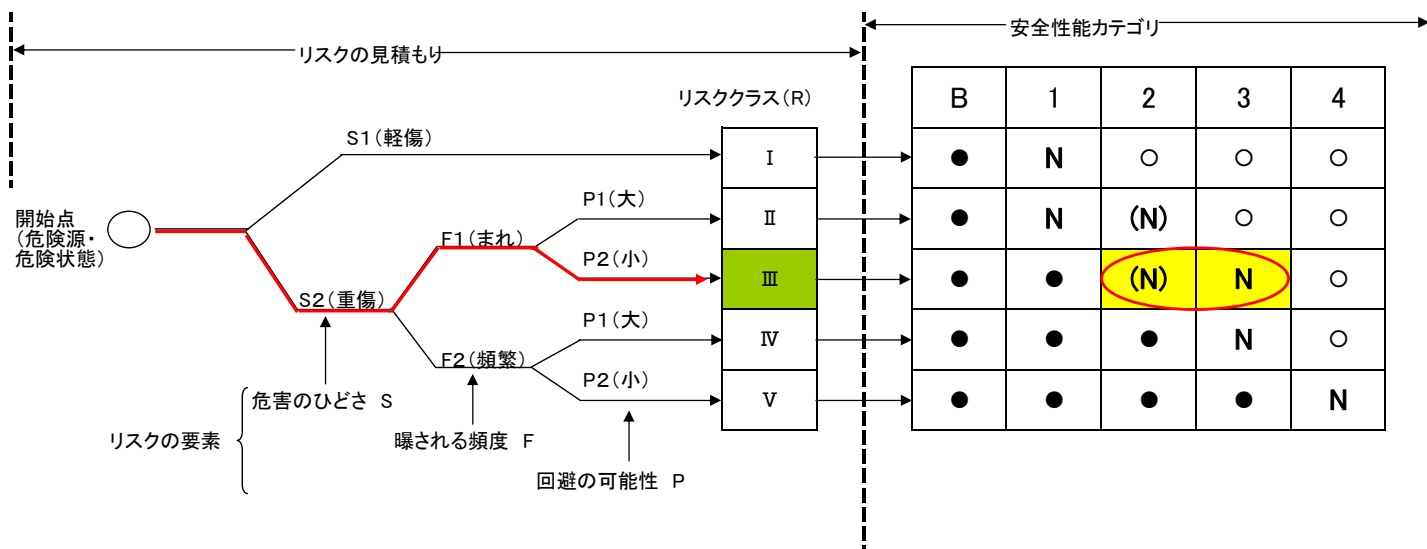 リスクの見積もり
安全性能カテゴリ
リスククラス(R)
B 1 2 3 4
S1(軽傷)
Ⅰ
● N ○ ○ ○
P1(大)
Ⅱ
● N (N) ○ ○
開始点
(危険源・
危険状態)
F1(まれ)
P2(小)
Ⅲ
● ● (N) N ○
S2(重傷)
P1(大)
Ⅳ
● ● ● N ○
F2(頻繁)
P2(小)
Ⅴ
● ● ● ● N
危害のひどさ S
リスクの要素
曝される頻度 F
回避の可能性 P